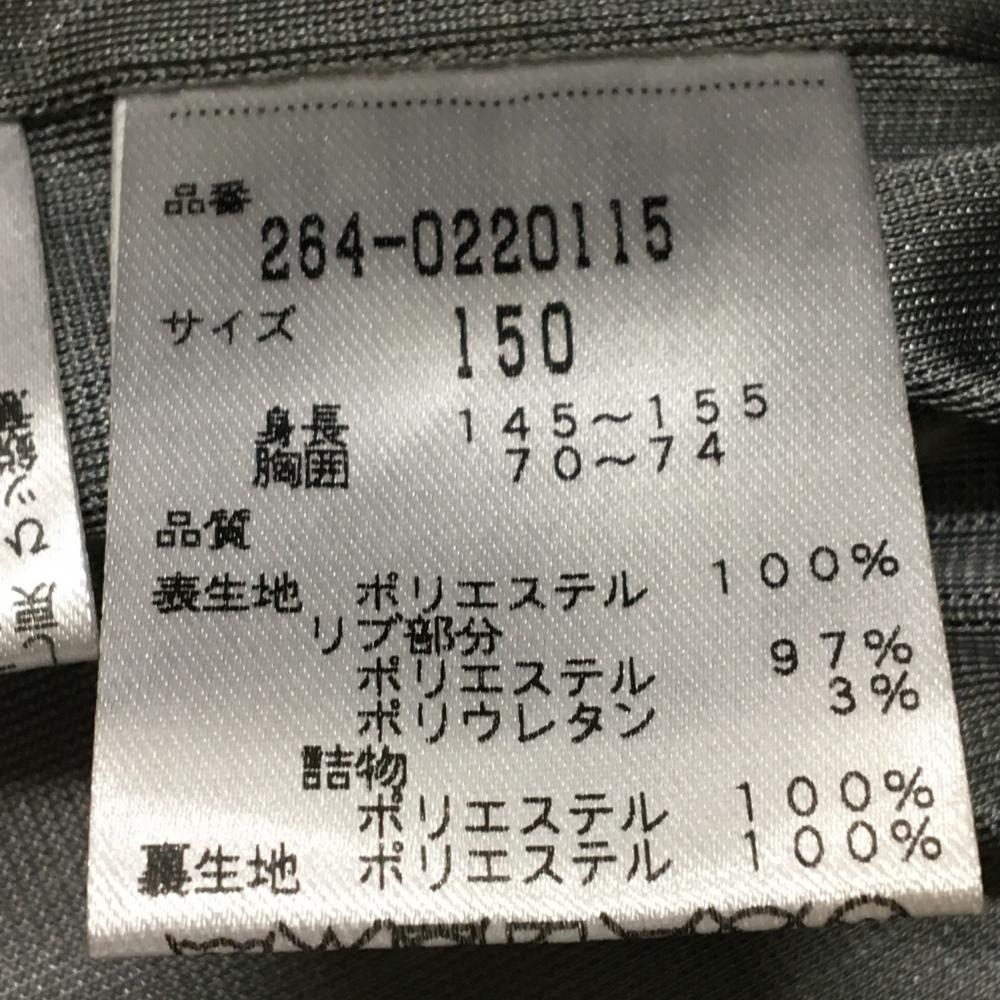 品番
264-0220115
サイズ 150
身長 145～155
胸囲 70～74
品質
表生地 ポリエステル 100%
リブ部分
ポリエステル 97%
ポリウレタン 3%
詰物
ポリエステル 100%
裏生地 ポリエステル 100%